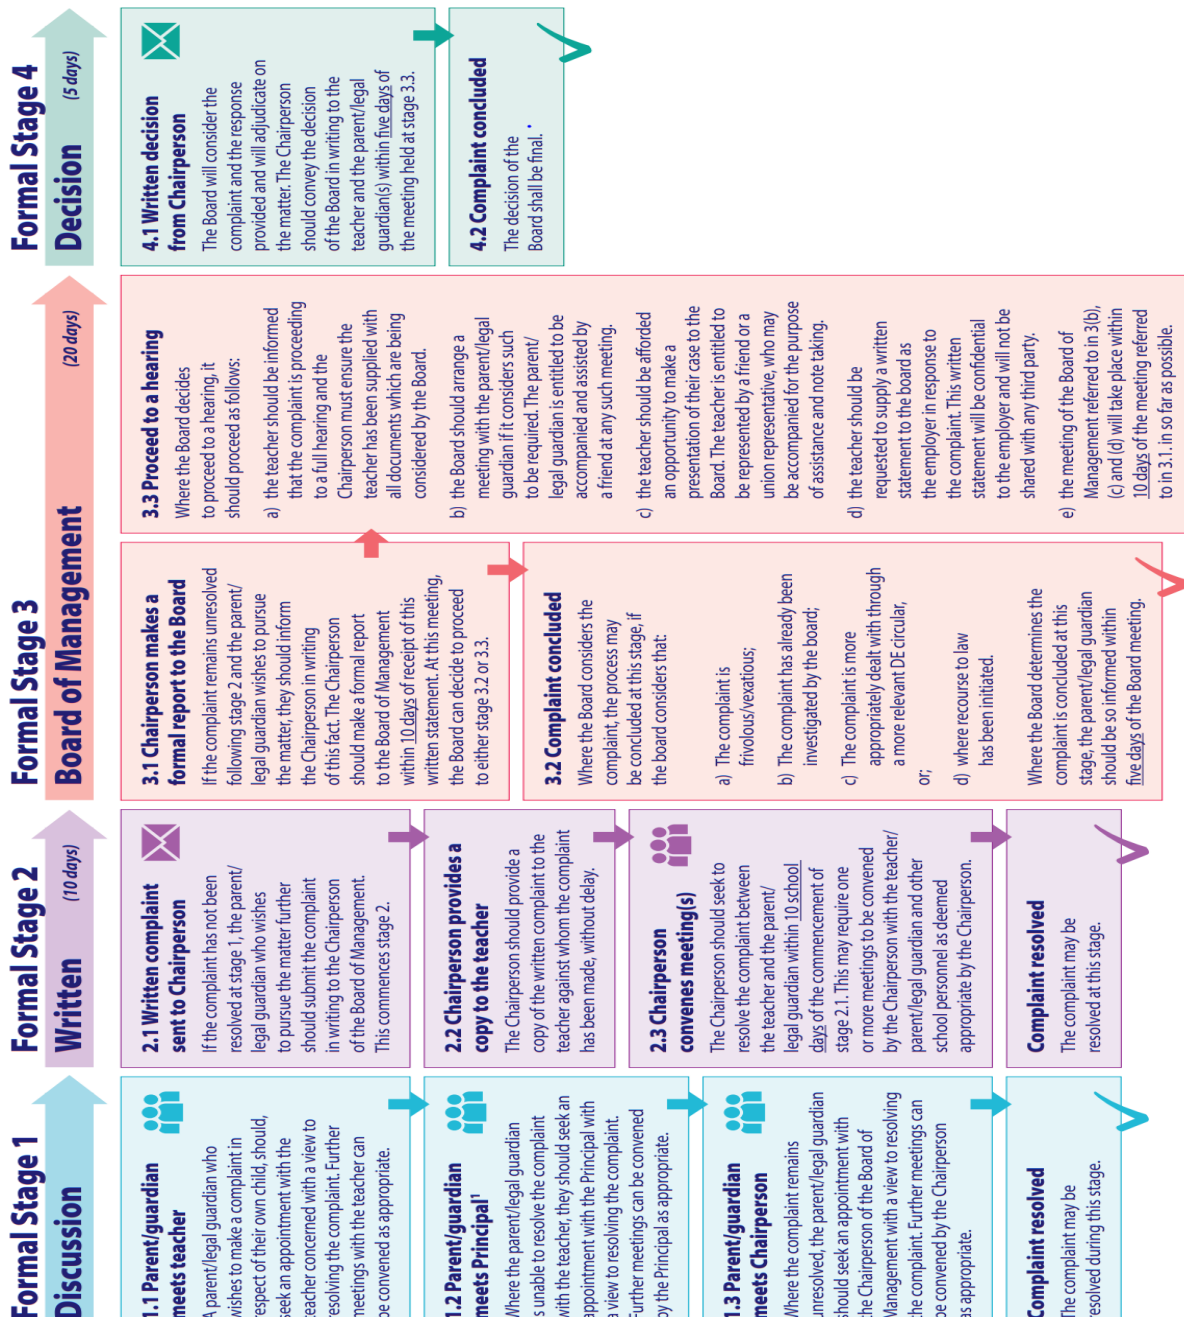 Formal Stage 1
Discussion
1.1 Parent/guardian
meets teacher
A parent/legal guardian who
wishes to make a complaint in
respect of their own child, should,
seek an appointment with the
teacher concerned with a view to
resolving the complaint. Further
meetings with the teacher can
be convened as appropriate.
1.2 Parent/guardian
meets Principal¹
Where the parent/legal guardian
is unable to resolve the complaint
with the teacher, they should seek an
appointment with the Principal with
a view to resolving the complaint.
Further meetings can be convened
by the Principal as appropriate.
1.3 Parent/guardian
meets Chairperson
Where the complaint remains
unresolved, the parent/legal guardian
should seek an appointment with
the Chairperson of the Board of
Management with a view to resolving
the complaint. Further meetings can
be convened by the Chairperson
as appropriate.
Complaint resolved
The complaint may be
resolved during this stage.
Formal Stage 2
Written (10 days)
2.1 Written complaint
sent to Chairperson
If the complaint has not been
resolved at stage 1, the parent/
legal guardian who wishes
to pursue the matter further
should submit the complaint
in writing to the Chairperson
of the Board of Management.
This commences stage 2.
2.2 Chairperson provides a
copy to the teacher
The Chairperson should provide a
copy of the written complaint to the
teacher against whom the complaint
has been made, without delay.
2.3 Chairperson
convenes meeting(s)
The Chairperson should seek to
resolve the complaint between
the teacher and the parent/
legal guardian within 10 school
days of the commencement of
stage 2.1. This may require one
or more meetings to be convened
by the Chairperson with the teacher/
parent/legal guardian and other
school personnel as deemed
appropriate by the Chairperson.
Complaint resolved
The complaint may be
resolved at this stage.
Formal Stage 3
Board of Management (20 days)
3.1 Chairperson makes a
formal report to the Board
If the complaint remains unresolved
following stage 2 and the parent/
legal guardian wishes to pursue
the matter, they should inform
the Chairperson in writing
of this fact. The Chairperson
should make a formal report
to the Board of Management
within 10 days of receipt of this
written statement. At this meeting,
the Board can decide to proceed
to either stage 3.2 or 3.3.
3.2 Complaint concluded
Where the Board considers the
complaint, the process may
be concluded at this stage, if
the board considers that:
a) The complaint is
frivolous/vexatious;
b) The complaint has already been
investigated by the board;
c) The complaint is more
appropriately dealt with through
a more relevant DE circular,
or;
d) where recourse to law
has been initiated.
Where the Board determines the
complaint is concluded at this
stage, the parent/legal guardian
should be so informed within
five days of the Board meeting.
3.3 Proceed to a hearing
Where the Board decides
to proceed to a hearing, it
should proceed as follows:
a) the teacher should be informed
that the complaint is proceeding
to a full hearing and the
Chairperson must ensure the
teacher has been supplied with
all documents which are being
considered by the Board.
b) the Board should arrange a
meeting with the parent/legal
guardian if it considers such
to be required. The parent/
legal guardian is entitled to be
accompanied and assisted by
a friend at any such meeting.
c) the teacher should be afforded
an opportunity to make a
presentation of their case to the
Board. The teacher is entitled to
be represented by a friend or a
union representative, who may
be accompanied for the purpose
of assistance and note taking.
d) the teacher should be
requested to supply a written
statement to the board as
the employer in response to
the complaint. This written
statement will be confidential
to the employer and will not be
shared with any third party.
e) the meeting of the Board of
Management referred to in 3(b),
(c) and (d) will take place within
10 days of the meeting referred
to in 3.1. in so far as possible.
Formal Stage 4
Decision (5 days)
4.1 Written decision
from Chairperson
The Board will consider the
complaint and the response
provided and will adjudicate on
the matter. The Chairperson
should convey the decision
of the Board in writing to the
teacher and the parent/legal
guardian(s) within five days of
the meeting held at stage 3.3.
4.2 Complaint concluded
The decision of the
Board shall be final.